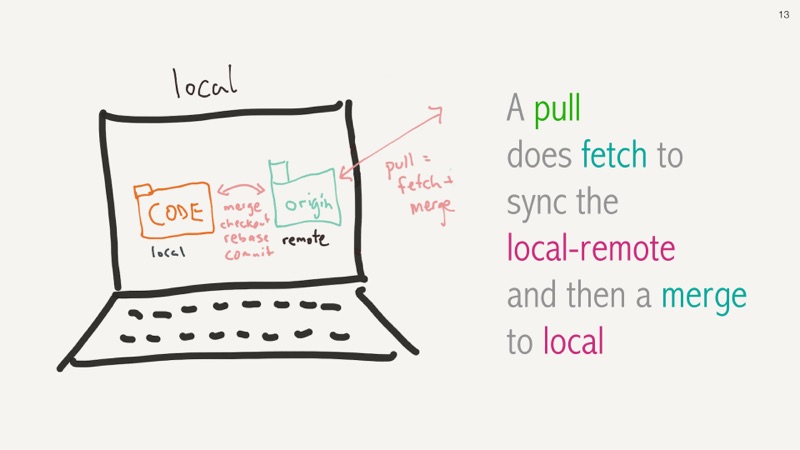 13
local
CODE
local
merge
checkout
rebase
commit
origin
remote
pull =
fetch +
merge
A pull
does fetch to
sync the
local-remote
and then a merge
to local